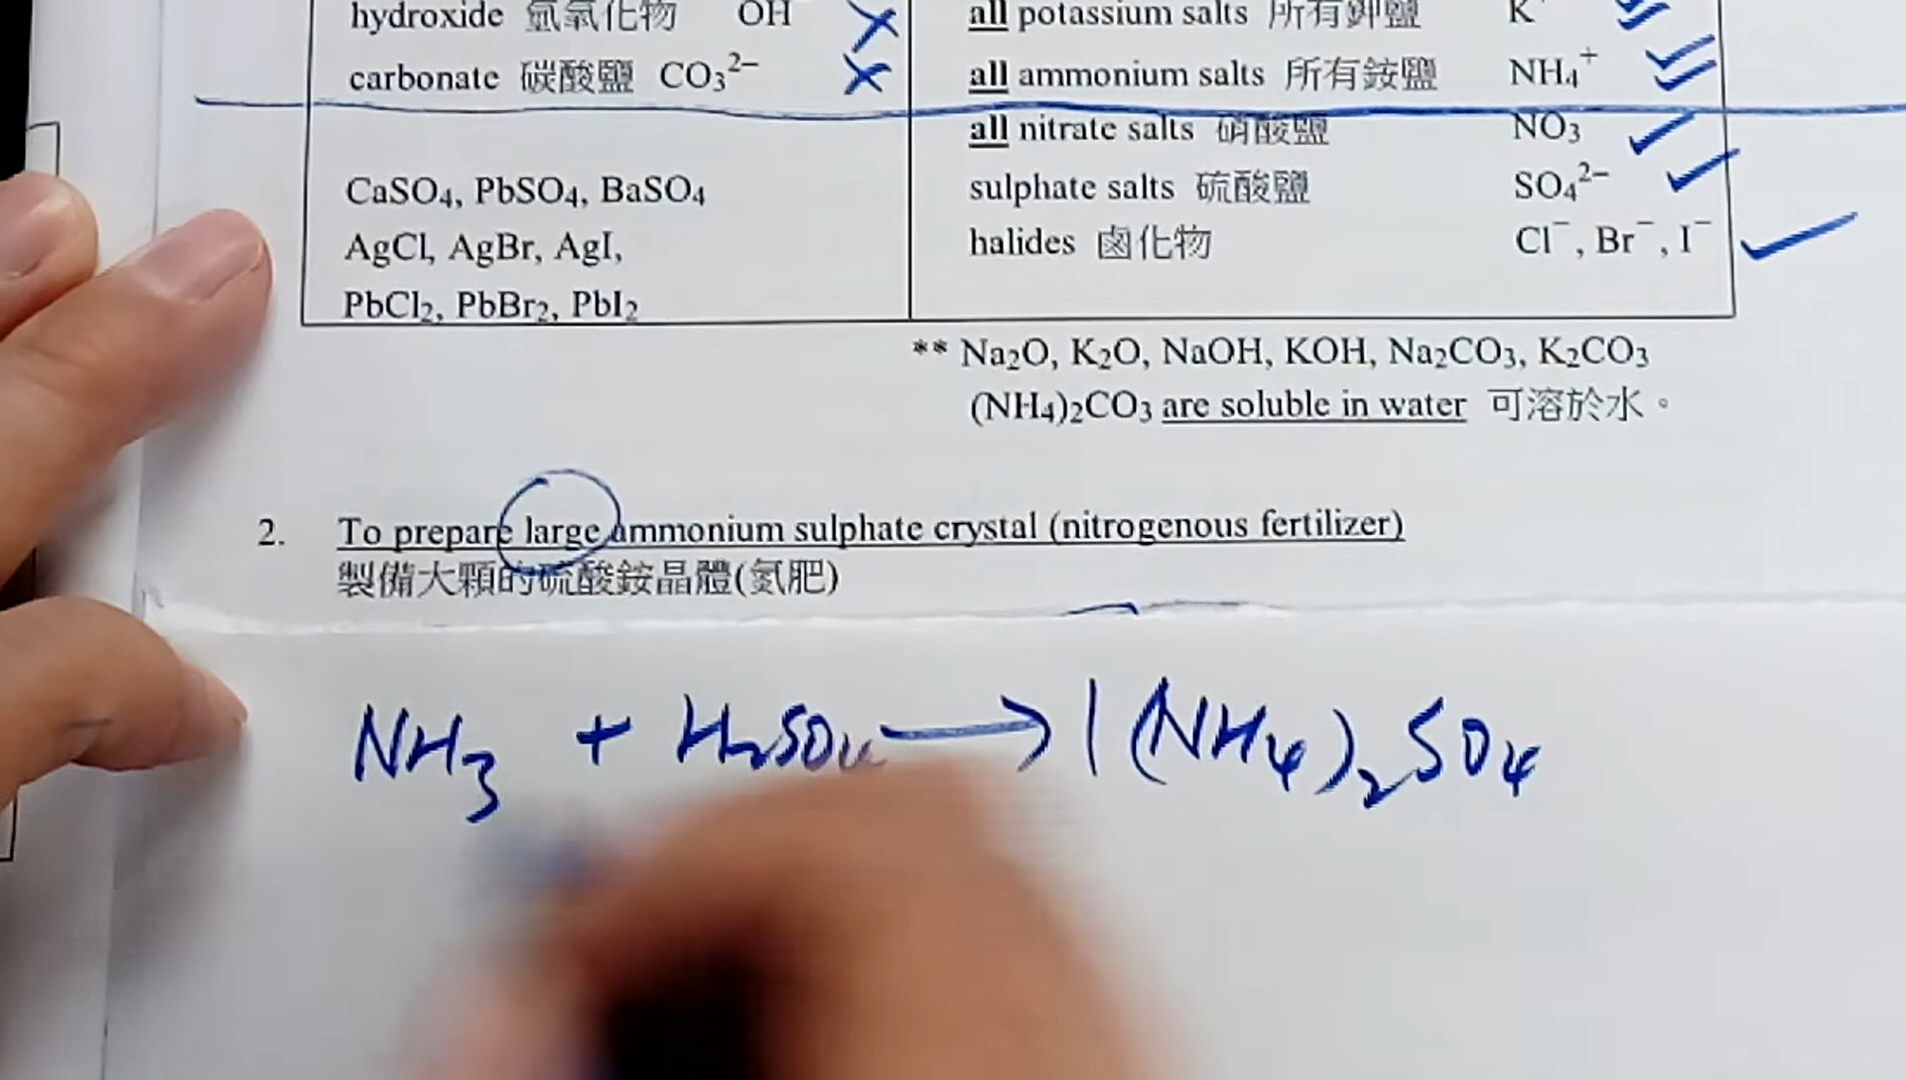 hydroxide 氫氧化物 OH ✗ all potassium salts 所有鉀鹽 K⁺ ✓✓
carbonate 碳酸鹽 CO₃²⁻ ✗ all ammonium salts 所有銨鹽 NH₄⁺ ✓✓
all nitrate salts 硝酸鹽 NO₃ ✓
CaSO₄, PbSO₄, BaSO₄ sulphate salts 硫酸鹽 SO₄²⁻ ✓
AgCl, AgBr, AgI, halides 鹵化物 Cl⁻, Br⁻, I⁻ ✓
PbCl₂, PbBr₂, PbI₂
** Na₂O, K₂O, NaOH, KOH, Na₂CO₃, K₂CO₃
(NH₄)₂CO₃ are soluble in water 可溶於水。
2. To prepare large ammonium sulphate crystal (nitrogenous fertilizer)
製備大顆的硫酸銨晶體(氮肥)
NH₃ + H₂SO₄ → | (NH₄)₂SO₄